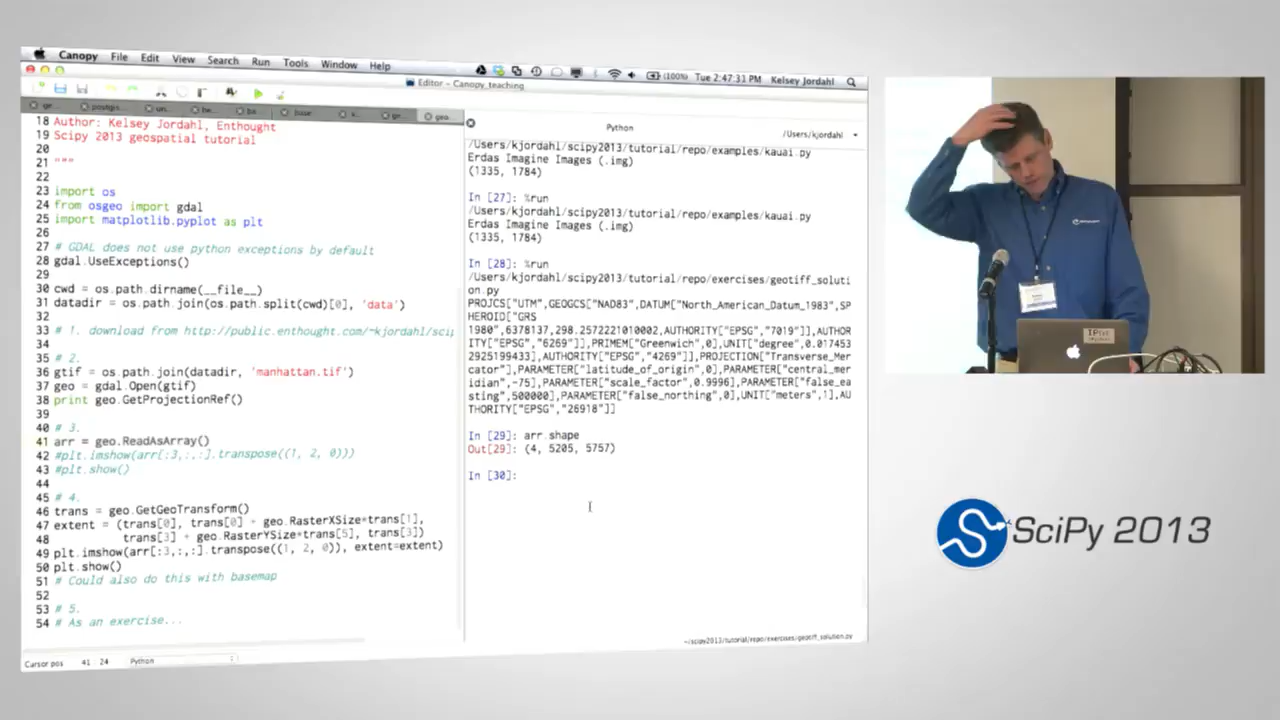 Canopy File Edit View Search Run Tools Window Help
(100%) Tue 2:47:31 PM Kelsey Jordahl
Editor - Canopy_teaching
postgr...
geo...
18 Author: Kelsey Jordahl, Enthought
19 Scipy 2013 geospatial tutorial
20
21 """
22
23 import os
24 from osgeo import gdal
25 import matplotlib.pyplot as plt
26
27 # GDAL does not use python exceptions by default
28 gdal.UseExceptions()
29
30 cwd = os.path.dirname(__file__)
31 datadir = os.path.join(os.path.split(cwd)[0], 'data')
32
33 # 1. download from http://public.enthought.com/~kjordahl/scip
34
35 # 2.
36 gtif = os.path.join(datadir, 'manhattan.tif')
37 geo = gdal.Open(gtif)
38 print geo.GetProjectionRef()
39
40 # 3.
41 arr = geo.ReadAsArray()
42 #plt.imshow(arr[:3,:,:].transpose((1, 2, 0)))
43 #plt.show()
44
45 # 4.
46 trans = geo.GetGeoTransform()
47 extent = (trans[0], trans[0] + geo.RasterXSize*trans[1],
48 trans[3] + geo.RasterYSize*trans[5], trans[3])
49 plt.imshow(arr[:3,:,:].transpose((1, 2, 0)), extent=extent)
50 plt.show()
51 # Could also do this with basemap
52
53 # 5.
54 # As an exercise...
Cursor pos 41 : 24 Python
Python
/Users/kjordahl
/Users/kjordahl/scipy2013/tutorial/repo/examples/kauai.py
Erdas Imagine Images (.img)
(1335, 1784)
In [27]: %run
/Users/kjordahl/scipy2013/tutorial/repo/examples/kauai.py
Erdas Imagine Images (.img)
(1335, 1784)
In [28]: %run
/Users/kjordahl/scipy2013/tutorial/repo/exercises/geotiff_soluti
on.py
PROJCS["UTM",GEOGCS["NAD83",DATUM["North_American_Datum_1983",SP
HEROID["GRS
1980",6378137,298.2572221010002,AUTHORITY["EPSG","7019"]],AUTHOR
ITY["EPSG","6269"]],PRIMEM["Greenwich",0],UNIT["degree",0.017453
2925199433],AUTHORITY["EPSG","4269"]],PROJECTION["Transverse_Mer
cator"],PARAMETER["latitude_of_origin",0],PARAMETER["central_mer
idian",-75],PARAMETER["scale_factor",0.9996],PARAMETER["false_ea
sting",500000],PARAMETER["false_northing",0],UNIT["meters",1],AU
THORITY["EPSG","26918"]]
In [29]: arr.shape
Out[29]: (4, 5205, 5757)
In [30]:
~/scipy2013/tutorial/repo/exercises/geotiff_solution.py
SciPy 2013